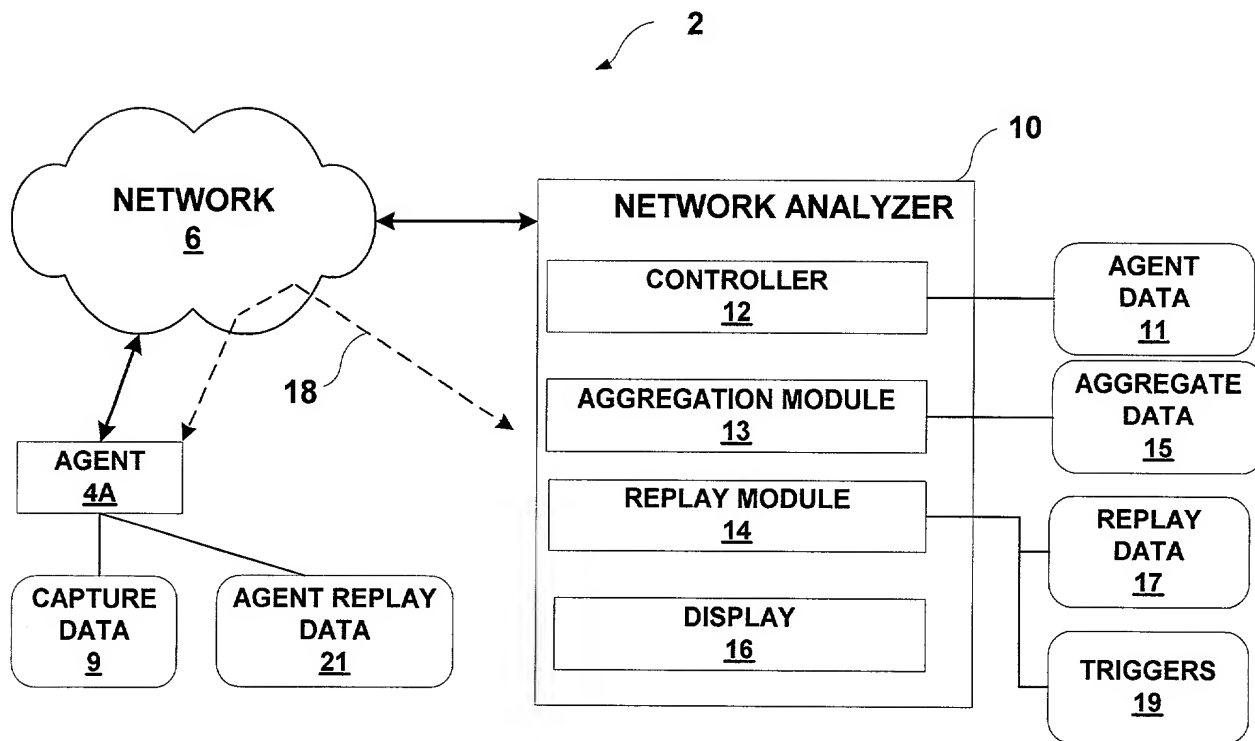 2
10
NETWORK
6
NETWORK ANALYZER
CONTROLLER
12
AGENT
DATA
11
18
AGGREGATION MODULE
13
AGGREGATE
DATA
15
AGENT
4A
REPLAY MODULE
14
REPLAY
DATA
17
CAPTURE
DATA
9
AGENT REPLAY
DATA
21
DISPLAY
16
TRIGGERS
19